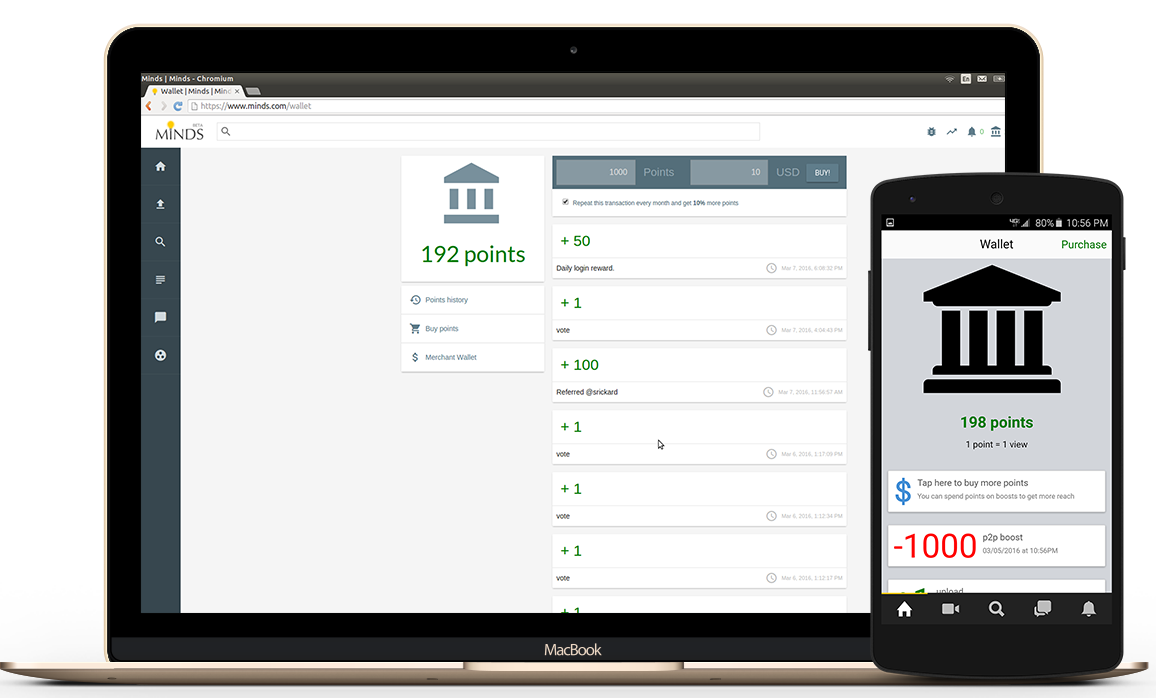 Minds | Minds - Chromium
En
Wallet | Minds | Mind
https://www.minds.com/wallet
MINDS
BETA
0
192 points
Points history
Buy points
Merchant Wallet
1000 Points 10 USD BUY!
Repeat this transaction every month and get 10% more points
+ 50
Daily login reward. Mar 7, 2016, 6:08:32 PM
+ 1
vote Mar 7, 2016, 4:04:43 PM
+ 100
Referred @srickard Mar 7, 2016, 11:56:57 AM
+ 1
vote Mar 6, 2016, 1:17:09 PM
+ 1
vote Mar 6, 2016, 1:12:34 PM
+ 1
vote Mar 6, 2016, 1:12:17 PM
+ 1
MacBook
80% 10:56 PM
Wallet Purchase
198 points
1 point = 1 view
Tap here to buy more points
You can spend points on boosts to get more reach
-1000 p2p boost
03/05/2016 at 10:56PM
upload